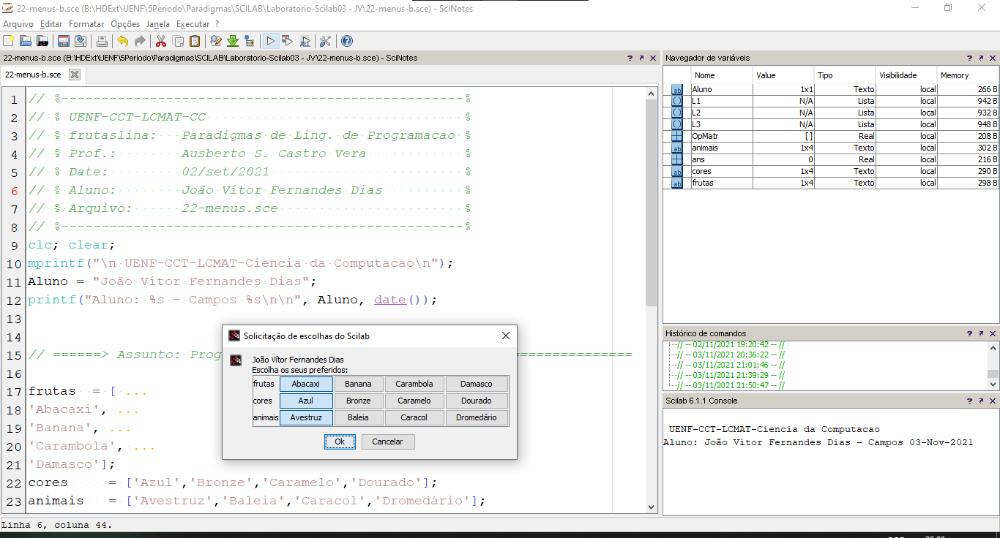 22-menus-b.sce (B:\HDExt\UENF\5Periodo\Paradigmas\SCILAB\Laboratorio-Scilab03 - JV\22-menus-b.sce) - SciNotes
Arquivo Editar Formatar Opções Janela Executar ?
22-menus-b.sce (B:\HDExt\UENF\5Periodo\Paradigmas\SCILAB\Laboratorio-Scilab03 - JV\22-menus-b.sce) - SciNotes
22-menus-b.sce
1 // %--------------------------------------------------%
2 // % UENF-CCT-LCMAT-CC %
3 // % frutaslina: Paradigmas de Ling. de Programacao %
4 // % Prof.: Ausberto S. Castro Vera %
5 // % Date: 02/set/2021 %
6 // % Aluno: João Vítor Fernandes Dias %
7 // % Arquivo: 22-menus.sce %
8 // %--------------------------------------------------%
9 clc; clear;
10 mprintf("\n UENF-CCT-LCMAT-Ciencia da Computacao\n");
11 Aluno = "João Vítor Fernandes Dias";
12 printf("Aluno: %s - Campos %s\n\n", Aluno, date());
13
14
15 // ======> Assunto: Prog ===============
16
17 frutas = [ ...
18 'Abacaxi', ...
19 'Banana', ...
20 'Carambola', ...
21 'Damasco'];
22 cores = ['Azul','Bronze','Caramelo','Dourado'];
23 animais = ['Avestruz','Baleia','Caracol','Dromedário'];
Linha 6, coluna 44.
Solicitação de escolhas do Scilab
João Vítor Fernandes Dias
Escolha os seus preferidos:
frutas Abacaxi Banana Carambola Damasco
cores Azul Bronze Caramelo Dourado
animais Avestruz Baleia Caracol Dromedário
Ok Cancelar
Navegador de variáveis
Nome Value Tipo Visibilidade Memory
Aluno 1x1 Texto local 266 B
L1 N/A Lista local 942 B
L2 N/A Lista local 932 B
L3 N/A Lista local 948 B
OpMatr [] Real local 208 B
animais 1x4 Texto local 302 B
ans 0 Real local 216 B
cores 1x4 Texto local 290 B
frutas 1x4 Texto local 298 B
Histórico de comandos
// -- 02/11/2021 19:20:42 -- //
// -- 03/11/2021 20:36:22 -- //
// -- 03/11/2021 21:01:46 -- //
// -- 03/11/2021 21:39:29 -- //
// -- 03/11/2021 21:50:47 -- //
Scilab 6.1.1 Console
UENF-CCT-LCMAT-Ciencia da Computacao
Aluno: João Vítor Fernandes Dias - Campos 03-Nov-2021